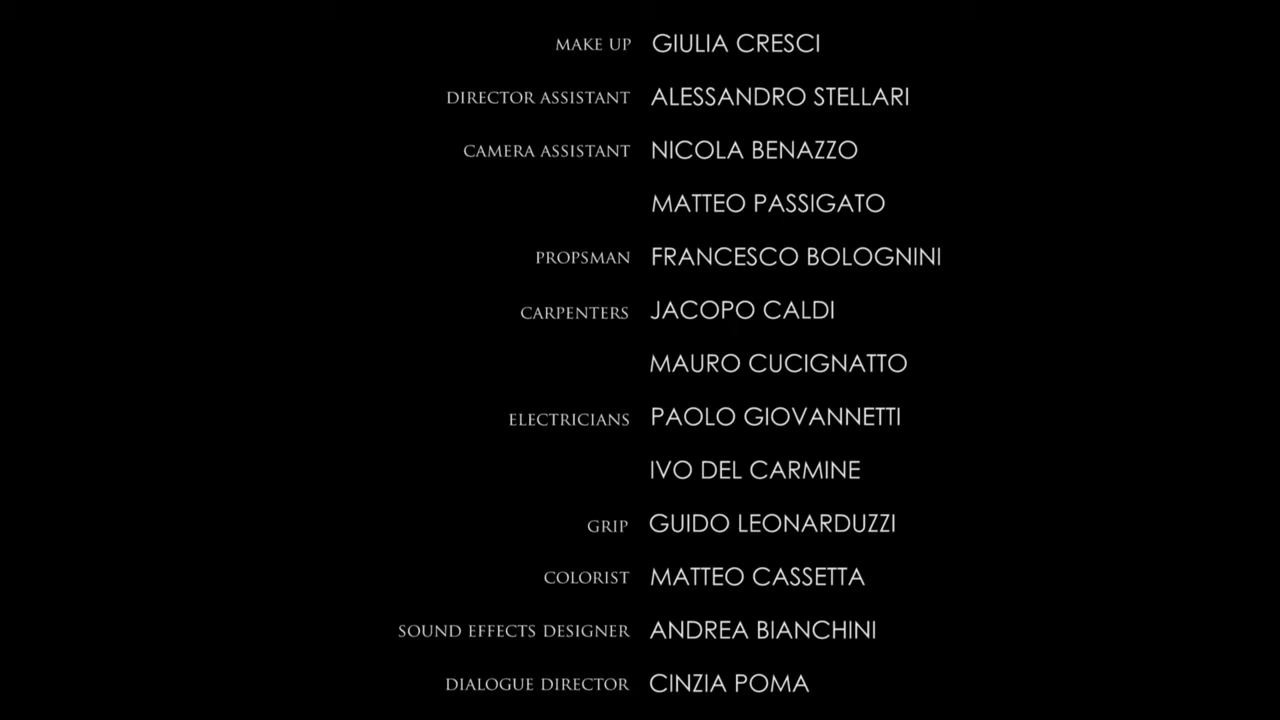 MAKE UP GIULIA CRESCI
DIRECTOR ASSISTANT ALESSANDRO STELLARI
CAMERA ASSISTANT NICOLA BENAZZO
MATTEO PASSIGATO
PROPSMAN FRANCESCO BOLOGNINI
CARPENTERS JACOPO CALDI
MAURO CUCIGNATTO
ELECTRICIANS PAOLO GIOVANNETTI
IVO DEL CARMINE
GRIP GUIDO LEONARDUZZI
COLORIST MATTEO CASSETTA
SOUND EFFECTS DESIGNER ANDREA BIANCHINI
DIALOGUE DIRECTOR CINZIA POMA